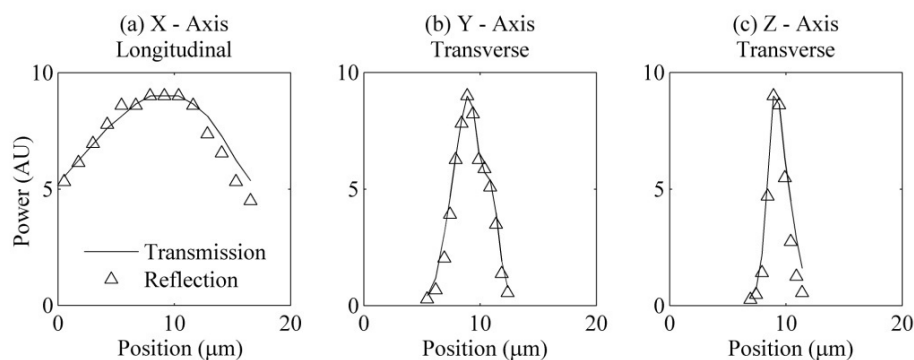 (a) X - Axis
Longitudinal
(b) Y - Axis
Transverse
(c) Z - Axis
Transverse
Power (AU)
10
5
0
Transmission
Reflection
0 10 20
Position (μm)
10
5
0
0 10 20
Position (μm)
10
5
0
0 10 20
Position (μm)